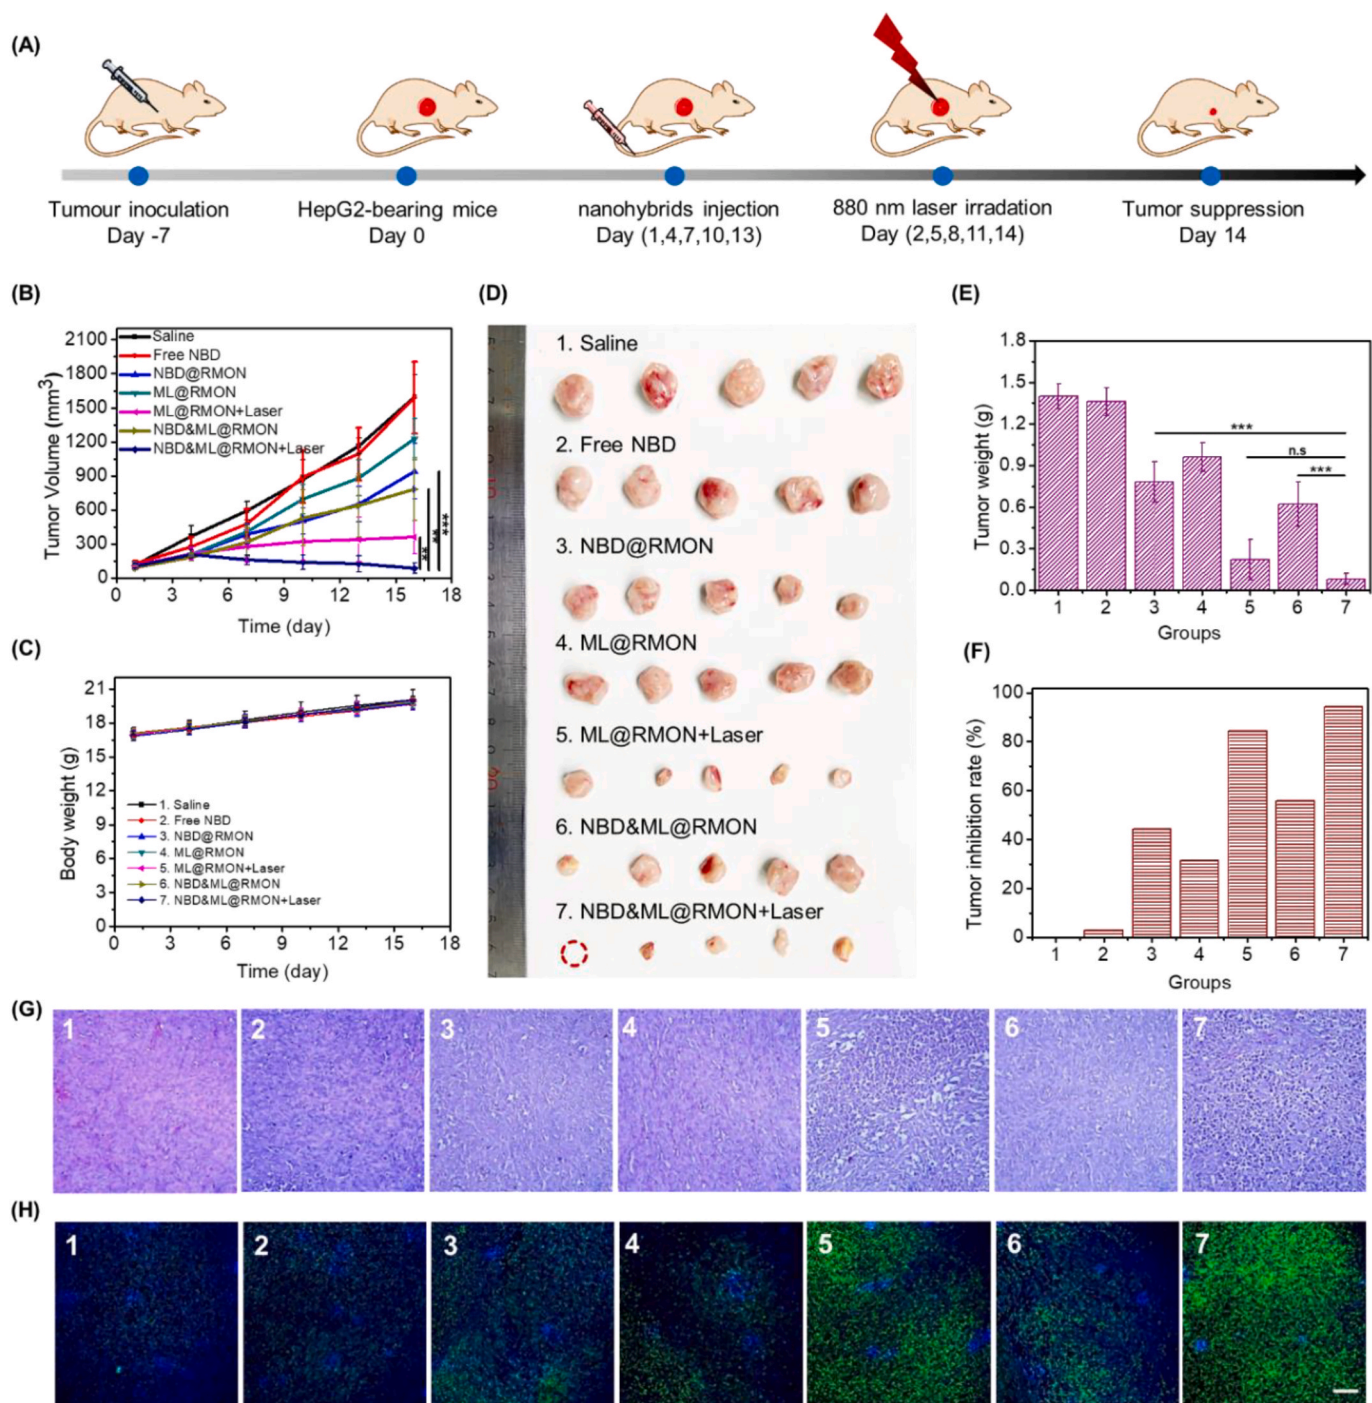 (A)
Tumour inoculation
Day -7
HepG2-bearing mice
Day 0
nanohybrids injection
Day (1,4,7,10,13)
880 nm laser irradiation
Day (2,5,8,11,14)
Tumor suppression
Day 14
(B)
Tumor Volume (mm³)
2100
1800
1500
1200
900
600
300
0
Saline
Free NBD
NBD@RMON
ML@RMON
ML@RMON+Laser
NBD&ML@RMON
NBD&ML@RMON+Laser
**
**
***
0 3 6 9 12 15 18
Time (day)
(C)
Body weight (g)
21
18
15
12
9
6
3
0
1. Saline
2. Free NBD
3. NBD@RMON
4. ML@RMON
5. ML@RMON+Laser
6. NBD&ML@RMON
7. NBD&ML@RMON+Laser
0 3 6 9 12 15 18
Time (day)
(D)
1. Saline
2. Free NBD
3. NBD@RMON
4. ML@RMON
5. ML@RMON+Laser
6. NBD&ML@RMON
7. NBD&ML@RMON+Laser
(E)
Tumor weight (g)
1.8
1.5
1.2
0.9
0.6
0.3
0.0
***
n.s
***
1 2 3 4 5 6 7
Groups
(F)
Tumor inhibition rate (%)
100
80
60
40
20
0
1 2 3 4 5 6 7
Groups
(G)
1 2 3 4 5 6 7
(H)
1 2 3 4 5 6 7